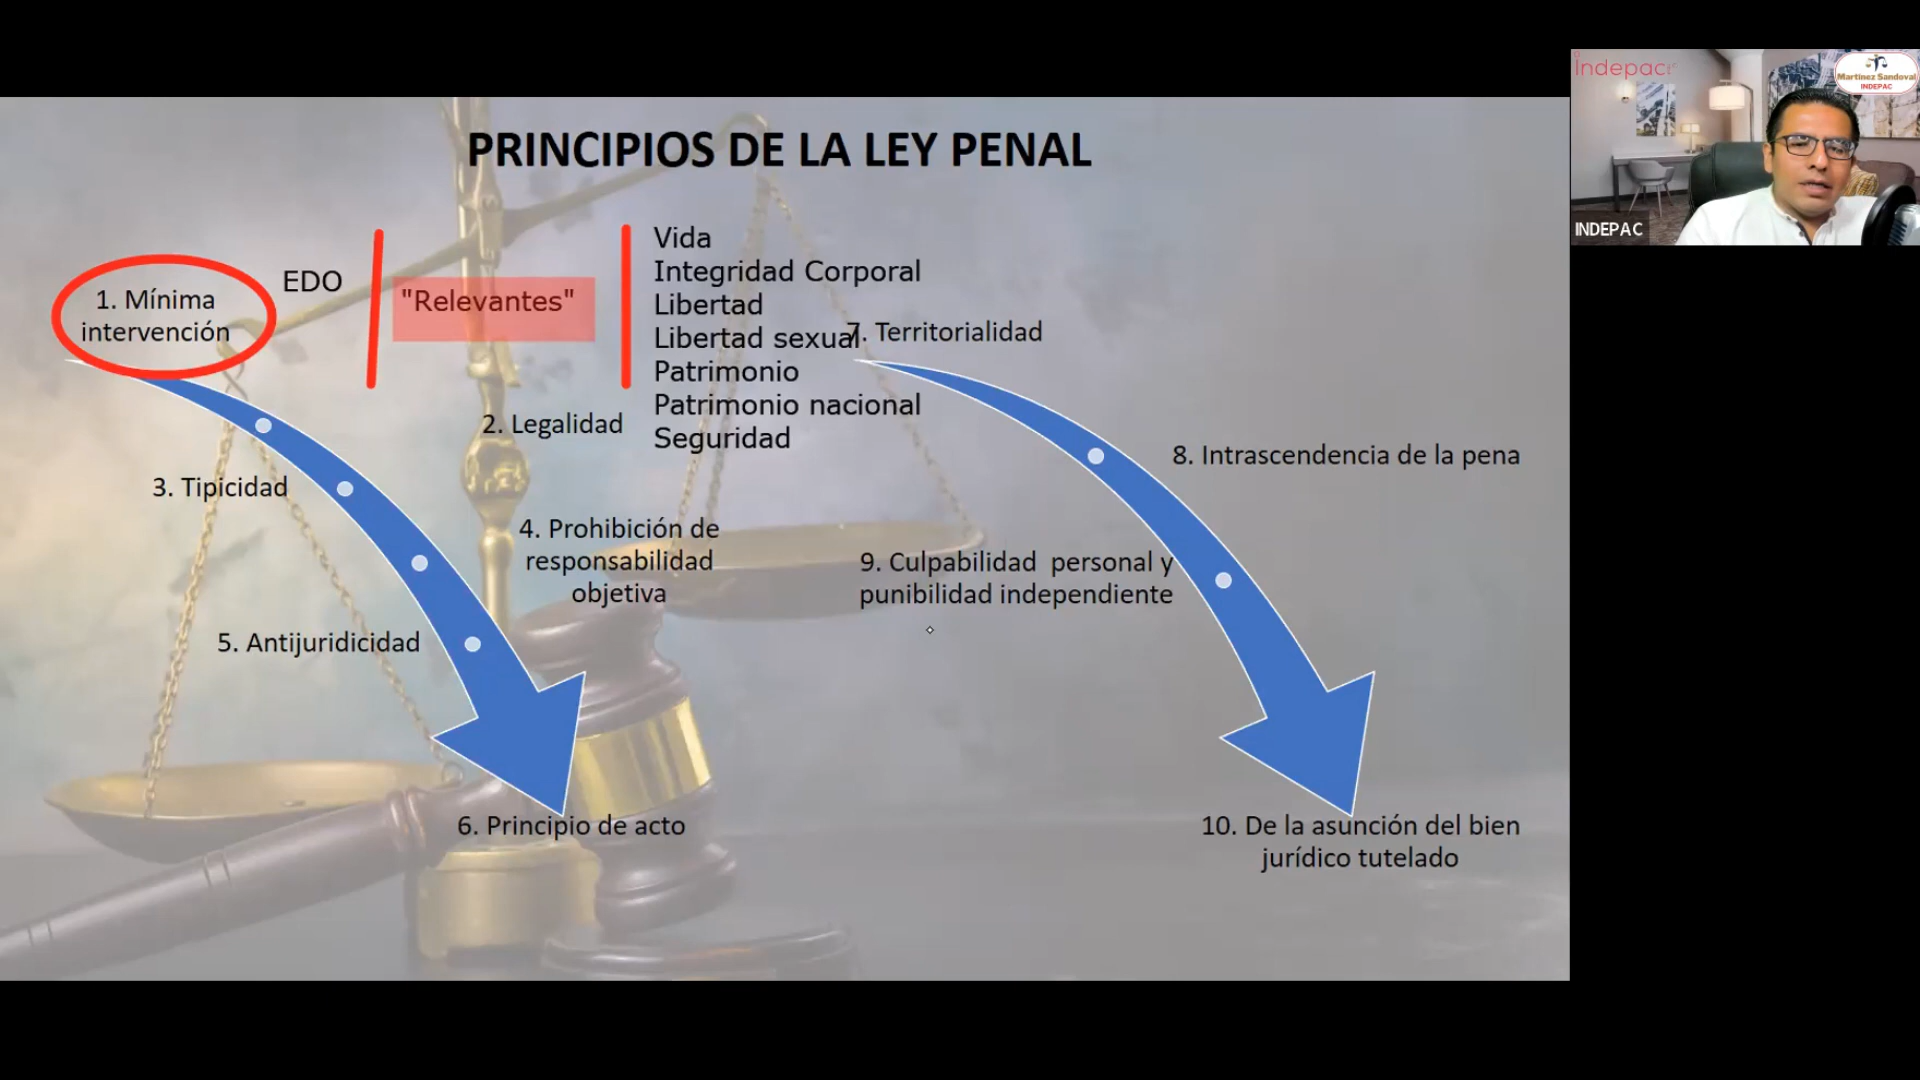 PRINCIPIOS DE LA LEY PENAL
1. Mínima
intervención
EDO
"Relevantes"
Vida
Integridad Corporal
Libertad
Libertad sexual
Patrimonio
Patrimonio nacional
Seguridad
2. Legalidad
3. Tipicidad
4. Prohibición de
responsabilidad
objetiva
5. Antijuridicidad
6. Principio de acto
7. Territorialidad
8. Intrascendencia de la pena
9. Culpabilidad personal y
punibilidad independiente
10. De la asunción del bien
jurídico tutelado
Indepac
Martínez Sandoval
INDEPAC
INDEPAC